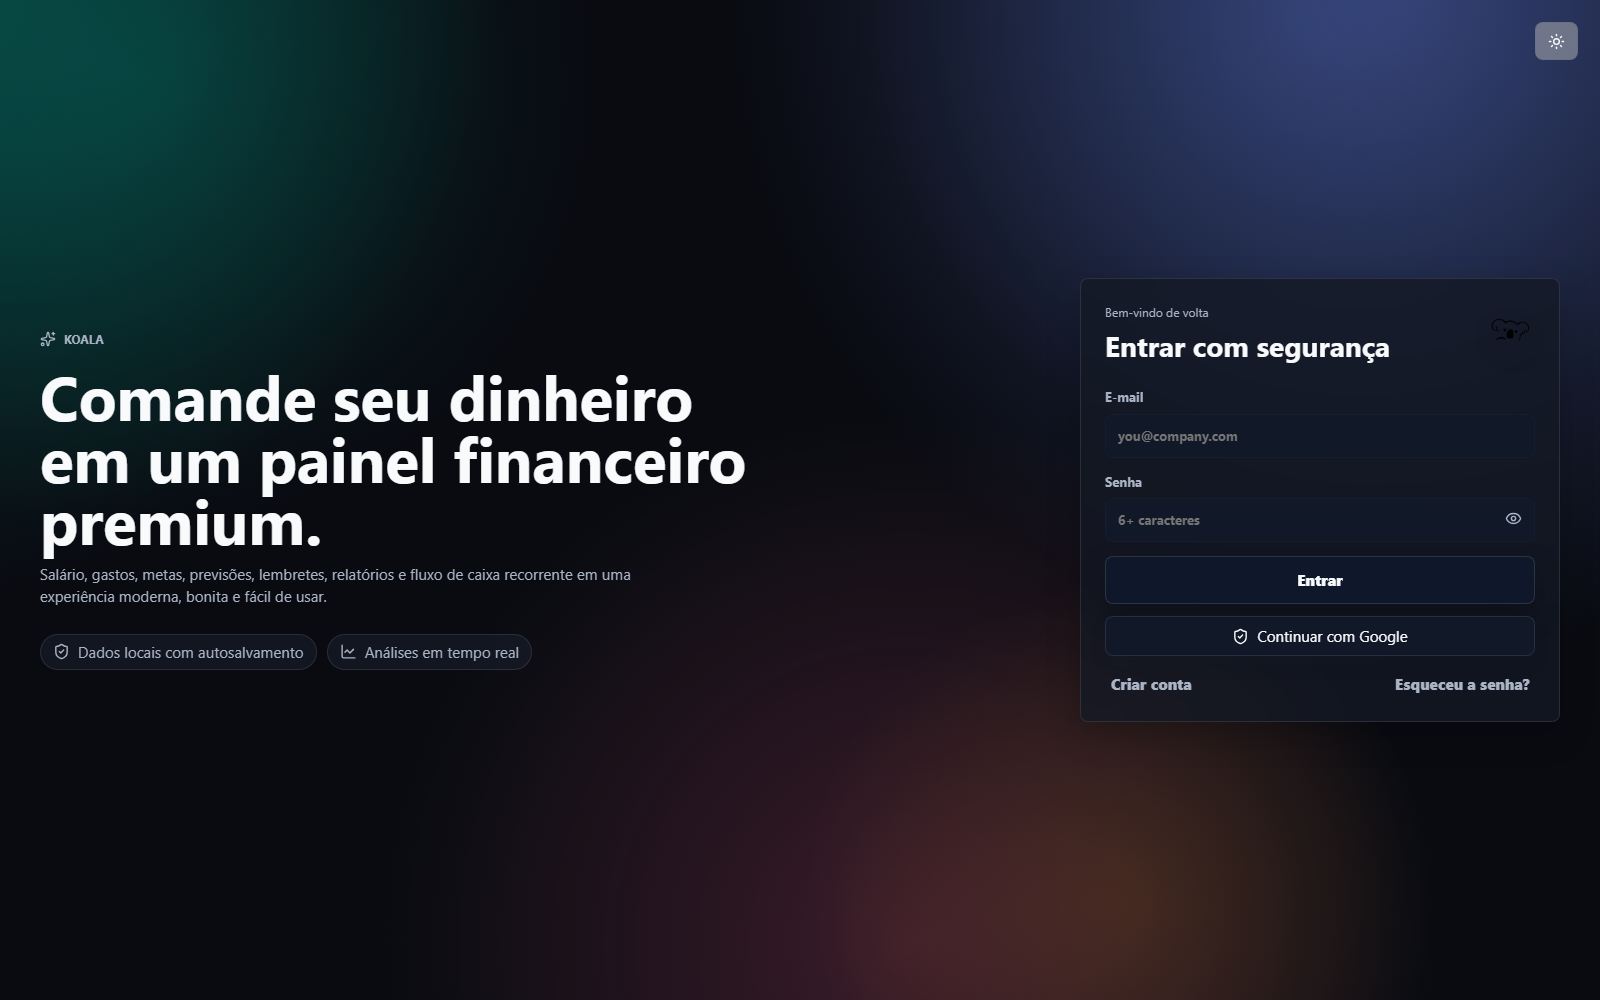 KOALA
Comande seu dinheiro
em um painel financeiro
premium.
Salário, gastos, metas, previsões, lembretes, relatórios e fluxo de caixa recorrente em uma
experiência moderna, bonita e fácil de usar.
Dados locais com autosalvamento
Análises em tempo real
Bem-vindo de volta
Entrar com segurança
E-mail
you@company.com
Senha
6+ caracteres
Entrar
Continuar com Google
Criar conta
Esqueceu a senha?